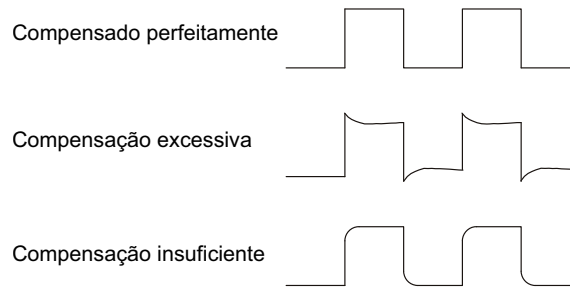 Compensado perfeitamente
Compensação excessiva
Compensação insuficiente